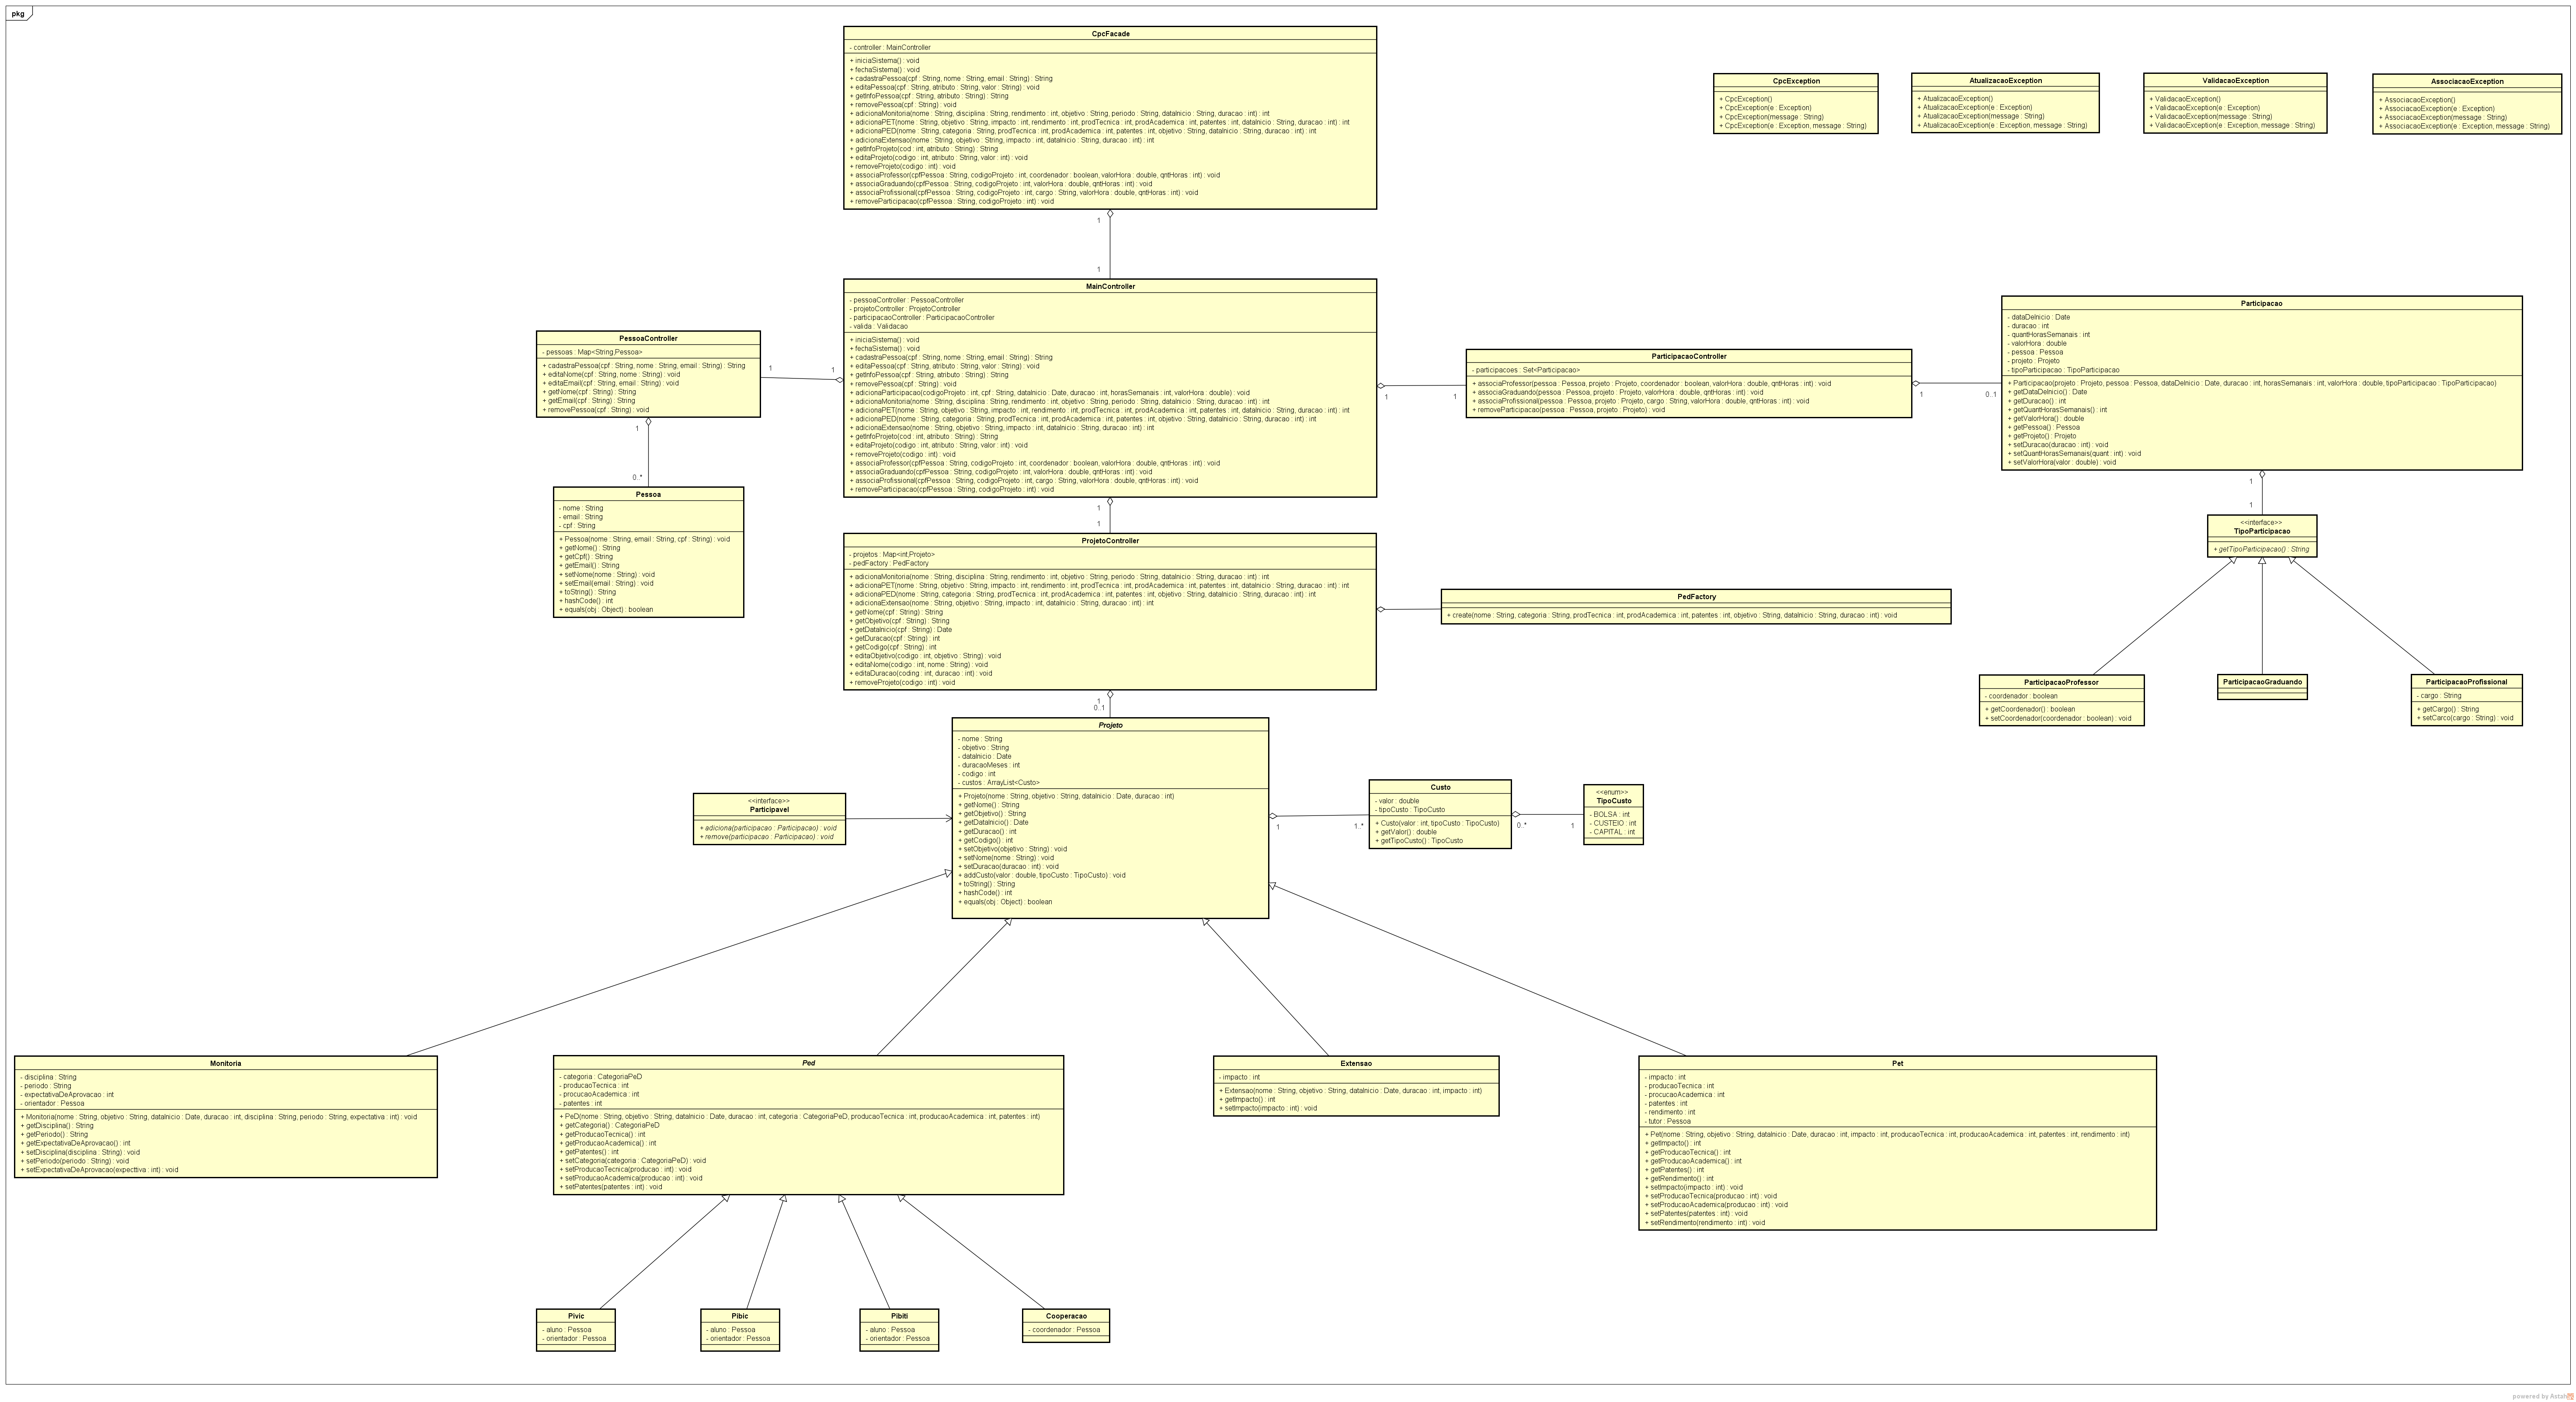 pkg
CpcFacade
- controller : MainController
+ iniciaSistema() : void
+ fechaSistema() : void
+ cadastraPessoa(cpf : String, nome : String, email : String) : String
+ editaPessoa(cpf : String, atributo : String, valor : String) : void
+ getInfoPessoa(cpf : String, atributo : String) : String
+ removePessoa(cpf : String) : void
+ adicionaMonitoria(nome : String, disciplina : String, rendimento : int, objetivo : String, periodo : String, dataInicio : String, duracao : int) : int
+ adicionaPET(nome : String, objetivo : String, impacto : int, rendimento : int, prodTecnica : int, prodAcademica : int, patentes : int, dataInicio : String, duracao : int) : int
+ adicionaPED(nome : String, categoria : String, prodTecnica : int, prodAcademica : int, patentes : int, objetivo : String, dataInicio : String, duracao : int) : int
+ adicionaExtensao(nome : String, objetivo : String, impacto : int, dataInicio : String, duracao : int) : int
+ getInfoProjeto(cod : int, atributo : String) : String
+ editaProjeto(codigo : int, atributo : String, valor : int) : void
+ removeProjeto(codigo : int) : void
+ associaProfessor(cpfPessoa : String, codigoProjeto : int, coordenador : boolean, valorHora : double, qntHoras : int) : void
+ associaGraduando(cpfPessoa : String, codigoProjeto : int, valorHora : double, qntHoras : int) : void
+ associaProfissional(cpfPessoa : String, codigoProjeto : int, cargo : String, valorHora : double, qntHoras : int) : void
+ removeParticipacao(cpfPessoa : String, codigoProjeto : int) : void
CpcException
+ CpcException()
+ CpcException(e : Exception)
+ CpcException(message : String)
+ CpcException(e : Exception, message : String)
AtualizacaoException
+ AtualizacaoException()
+ AtualizacaoException(e : Exception)
+ AtualizacaoException(message : String)
+ AtualizacaoException(e : Exception, message : String)
ValidacaoException
+ ValidacaoException()
+ ValidacaoException(e : Exception)
+ ValidacaoException(message : String)
+ ValidacaoException(e : Exception, message : String)
AssociacaoException
+ AssociacaoException()
+ AssociacaoException(e : Exception)
+ AssociacaoException(message : String)
+ AssociacaoException(e : Exception, message : String)
1
1
MainController
- pessoaController : PessoaController
- projetoController : ProjetoController
- participacaoController : ParticipacaoController
- valida : Validacao
+ iniciaSistema() : void
+ fechaSistema() : void
+ cadastraPessoa(cpf : String, nome : String, email : String) : String
+ editaPessoa(cpf : String, atributo : String, valor : String) : void
+ getInfoPessoa(cpf : String, atributo : String) : String
+ removePessoa(cpf : String) : void
+ adicionaParticipacao(codigoProjeto : int, cpf : String, dataInicio : Date, duracao : int, horasSemanais : int, valorHora : double) : void
+ adicionaMonitoria(nome : String, disciplina : String, rendimento : int, objetivo : String, periodo : String, dataInicio : String, duracao : int) : int
+ adicionaPET(nome : String, objetivo : String, impacto : int, rendimento : int, prodTecnica : int, prodAcademica : int, patentes : int, dataInicio : String, duracao : int) : int
+ adicionaPED(nome : String, categoria : String, prodTecnica : int, prodAcademica : int, patentes : int, objetivo : String, dataInicio : String, duracao : int) : int
+ adicionaExtensao(nome : String, objetivo : String, impacto : int, dataInicio : String, duracao : int) : int
+ getInfoProjeto(cod : int, atributo : String) : String
+ editaProjeto(codigo : int, atributo : String, valor : int) : void
+ removeProjeto(codigo : int) : void
+ associaProfessor(cpfPessoa : String, codigoProjeto : int, coordenador : boolean, valorHora : double, qntHoras : int) : void
+ associaGraduando(cpfPessoa : String, codigoProjeto : int, valorHora : double, qntHoras : int) : void
+ associaProfissional(cpfPessoa : String, codigoProjeto : int, cargo : String, valorHora : double, qntHoras : int) : void
+ removeParticipacao(cpfPessoa : String, codigoProjeto : int) : void
PessoaController
- pessoas : Map<String,Pessoa>
+ cadastraPessoa(cpf : String, nome : String, email : String) : String
+ editaNome(cpf : String, nome : String) : void
+ editaEmail(cpf : String, email : String) : void
+ getNome(cpf : String) : String
+ getEmail(cpf : String) : String
+ removePessoa(cpf : String) : void
1
1
1
0..*
Pessoa
- nome : String
- email : String
- cpf : String
+ Pessoa(nome : String, email : String, cpf : String) : void
+ getNome() : String
+ getCpf() : String
+ getEmail() : String
+ setNome(nome : String) : void
+ setEmail(email : String) : void
+ toString() : String
+ hashCode() : int
+ equals(obj : Object) : boolean
1
1
ParticipacaoController
- participacoes : Set<Participacao>
+ associaProfessor(pessoa : Pessoa, projeto : Projeto, coordenador : boolean, valorHora : double, qntHoras : int) : void
+ associaGraduando(pessoa : Pessoa, projeto : Projeto, valorHora : double, qntHoras : int) : void
+ associaProfissional(pessoa : Pessoa, projeto : Projeto, cargo : String, valorHora : double, qntHoras : int) : void
+ removeParticipacao(pessoa : Pessoa, projeto : Projeto) : void
1
0..1
Participacao
- dataDeInicio : Date
- duracao : int
- quantHorasSemanais : int
- valorHora : double
- pessoa : Pessoa
- projeto : Projeto
- tipoParticipacao : TipoParticipacao
+ Participacao(projeto : Projeto, pessoa : Pessoa, dataDeInicio : Date, duracao : int, horasSemanais : int, valorHora : double, tipoParticipacao : TipoParticipacao)
+ getDataDeInicio() : Date
+ getDuracao() : int
+ getQuantHorasSemanais() : int
+ getValorHora() : double
+ getPessoa() : Pessoa
+ getProjeto() : Projeto
+ setDuracao(duracao : int) : void
+ setQuantHorasSemanais(quant : int) : void
+ setValorHora(valor : double) : void
1
1
<<interface>>
TipoParticipacao
+ getTipoParticipacao() : String
ParticipacaoProfessor
- coordenador : boolean
+ getCoordenador() : boolean
+ setCoordenador(coordenador : boolean) : void
ParticipacaoGraduando
ParticipacaoProfissional
- cargo : String
+ getCargo() : String
+ setCarco(cargo : String) : void
1
1
ProjetoController
- projetos : Map<int,Projeto>
- pedFactory : PedFactory
+ adicionaMonitoria(nome : String, disciplina : String, rendimento : int, objetivo : String, periodo : String, dataInicio : String, duracao : int) : int
+ adicionaPET(nome : String, objetivo : String, impacto : int, rendimento : int, prodTecnica : int, prodAcademica : int, patentes : int, dataInicio : String, duracao : int) : int
+ adicionaPED(nome : String, categoria : String, prodTecnica : int, prodAcademica : int, patentes : int, objetivo : String, dataInicio : String, duracao : int) : int
+ adicionaExtensao(nome : String, objetivo : String, impacto : int, dataInicio : String, duracao : int) : int
+ getNome(cpf : String) : String
+ getObjetivo(cpf : String) : String
+ getDataInicio(cpf : String) : Date
+ getDuracao(cpf : String) : int
+ getCodigo(cpf : String) : int
+ editaObjetivo(codigo : int, objetivo : String) : void
+ editaNome(codigo : int, nome : String) : void
+ editaDuracao(coding : int, duracao : int) : void
+ removeProjeto(codigo : int) : void
PedFactory
+ create(nome : String, categoria : String, prodTecnica : int, prodAcademica : int, patentes : int, objetivo : String, dataInicio : String, duracao : int) : void
1
0..1
Projeto
- nome : String
- objetivo : String
- dataInicio : Date
- duracaoMeses : int
- codigo : int
- custos : ArrayList<Custo>
+ Projeto(nome : String, objetivo : String, dataInicio : Date, duracao : int)
+ getNome() : String
+ getObjetivo() : String
+ getDataInicio() : Date
+ getDuracao() : int
+ getCodigo() : int
+ setObjetivo(objetivo : String) : void
+ setNome(nome : String) : void
+ setDuracao(duracao : int) : void
+ addCusto(valor : double, tipoCusto : TipoCusto) : void
+ toString() : String
+ hashCode() : int
+ equals(obj : Object) : boolean
<<interface>>
Participavel
+ adiciona(participacao : Participacao) : void
+ remove(participacao : Participacao) : void
1
1..*
Custo
- valor : double
- tipoCusto : TipoCusto
+ Custo(valor : int, tipoCusto : TipoCusto)
+ getValor() : double
+ getTipoCusto() : TipoCusto
0..*
1
<<enum>>
TipoCusto
- BOLSA : int
- CUSTEIO : int
- CAPITAL : int
Monitoria
- disciplina : String
- periodo : String
- expectativaDeAprovacao : int
- orientador : Pessoa
+ Monitoria(nome : String, objetivo : String, dataInicio : Date, duracao : int, disciplina : String, periodo : String, expectativa : int) : void
+ getDisciplina() : String
+ getPeriodo() : String
+ getExpectativaDeAprovacao() : int
+ setDisciplina(disciplina : String) : void
+ setPeriodo(periodo : String) : void
+ setExpectativaDeAprovacao(expecttiva : int) : void
Ped
- categoria : CategoriaPeD
- producaoTecnica : int
- procucaoAcademica : int
- patentes : int
+ PeD(nome : String, objetivo : String, dataInicio : Date, duracao : int, categoria : CategoriaPeD, producaoTecnica : int, producaoAcademica : int, patentes : int)
+ getCategoria() : CategoriaPeD
+ getProducaoTecnica() : int
+ getProducaoAcademica() : int
+ getPatentes() : int
+ setCategoria(categoria : CategoriaPeD) : void
+ setProducaoTecnica(producao : int) : void
+ setProducaoAcademica(producao : int) : void
+ setPatentes(patentes : int) : void
Extensao
- impacto : int
+ Extensao(nome : String, objetivo : String, dataInicio : Date, duracao : int, impacto : int)
+ getImpacto() : int
+ setImpacto(impacto : int) : void
Pet
- impacto : int
- producaoTecnica : int
- procucaoAcademica : int
- patentes : int
- rendimento : int
- tutor : Pessoa
+ Pet(nome : String, objetivo : String, dataInicio : Date, duracao : int, impacto : int, producaoTecnica : int, producaoAcademica : int, patentes : int, rendimento : int)
+ getImpacto() : int
+ getProducaoTecnica() : int
+ getProducaoAcademica() : int
+ getPatentes() : int
+ getRendimento() : int
+ setImpacto(impacto : int) : void
+ setProducaoTecnica(producao : int) : void
+ setProducaoAcademica(producao : int) : void
+ setPatentes(patentes : int) : void
+ setRendimento(rendimento : int) : void
Pivic
- aluno : Pessoa
- orientador : Pessoa
Pibic
- aluno : Pessoa
- orientador : Pessoa
Pibiti
- aluno : Pessoa
- orientador : Pessoa
Cooperacao
- coordenador : Pessoa
powered by Astah